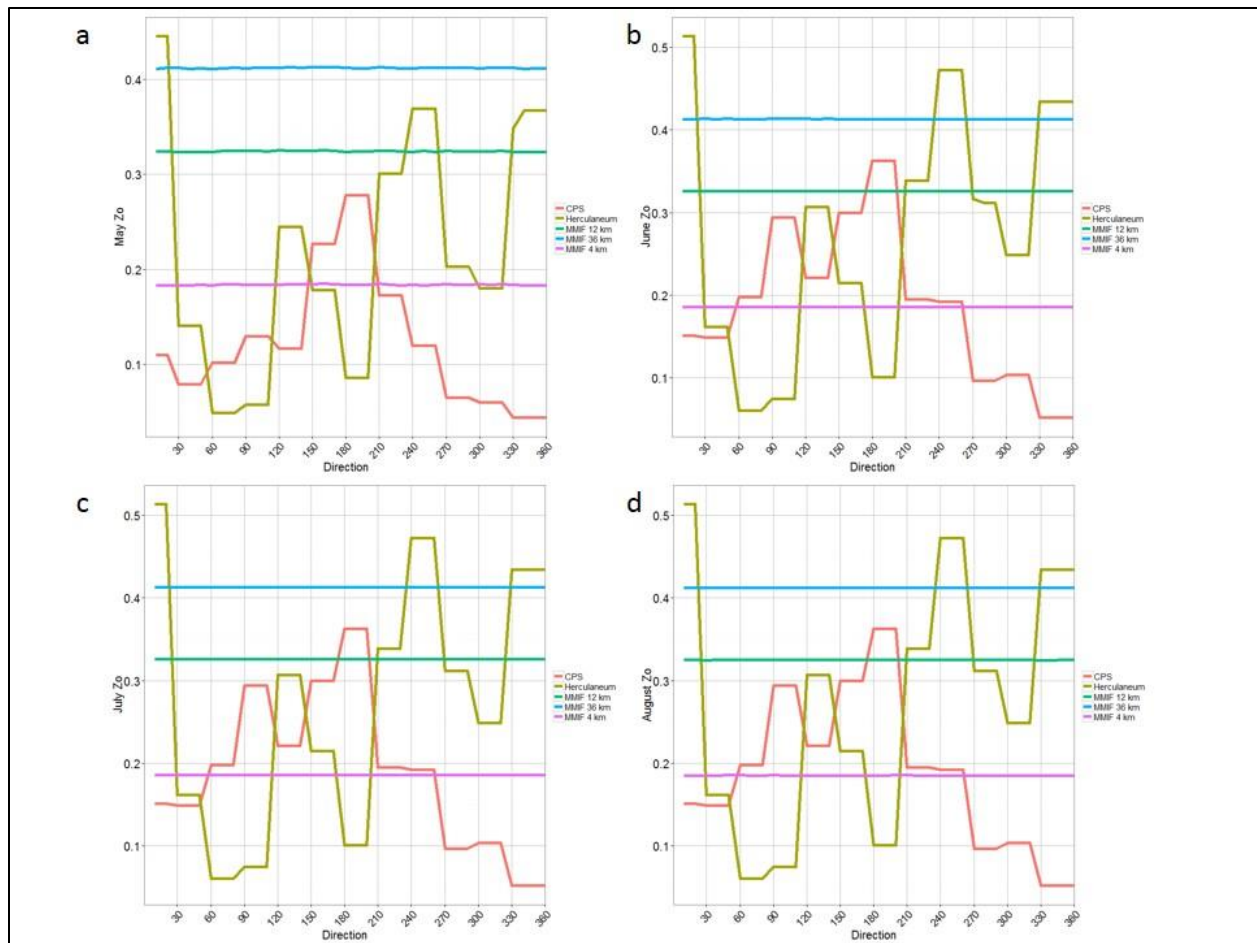 a
May Zo
0.4
0.3
0.2
0.1
30 60 90 120 150 180 210 240 270 300 330 360
Direction
CPS
Herculaneum
MMIF 12 km
MMIF 36 km
MMIF 4 km
b
June Zo
0.5
0.4
0.3
0.2
0.1
30 60 90 120 150 180 210 240 270 300 330 360
Direction
CPS
Herculaneum
MMIF 12 km
MMIF 36 km
MMIF 4 km
c
July Zo
0.5
0.4
0.3
0.2
0.1
30 60 90 120 150 180 210 240 270 300 330 360
Direction
CPS
Herculaneum
MMIF 12 km
MMIF 36 km
MMIF 4 km
d
August Zo
0.5
0.4
0.3
0.2
0.1
30 60 90 120 150 180 210 240 270 300 330 360
Direction
CPS
Herculaneum
MMIF 12 km
MMIF 36 km
MMIF 4 km